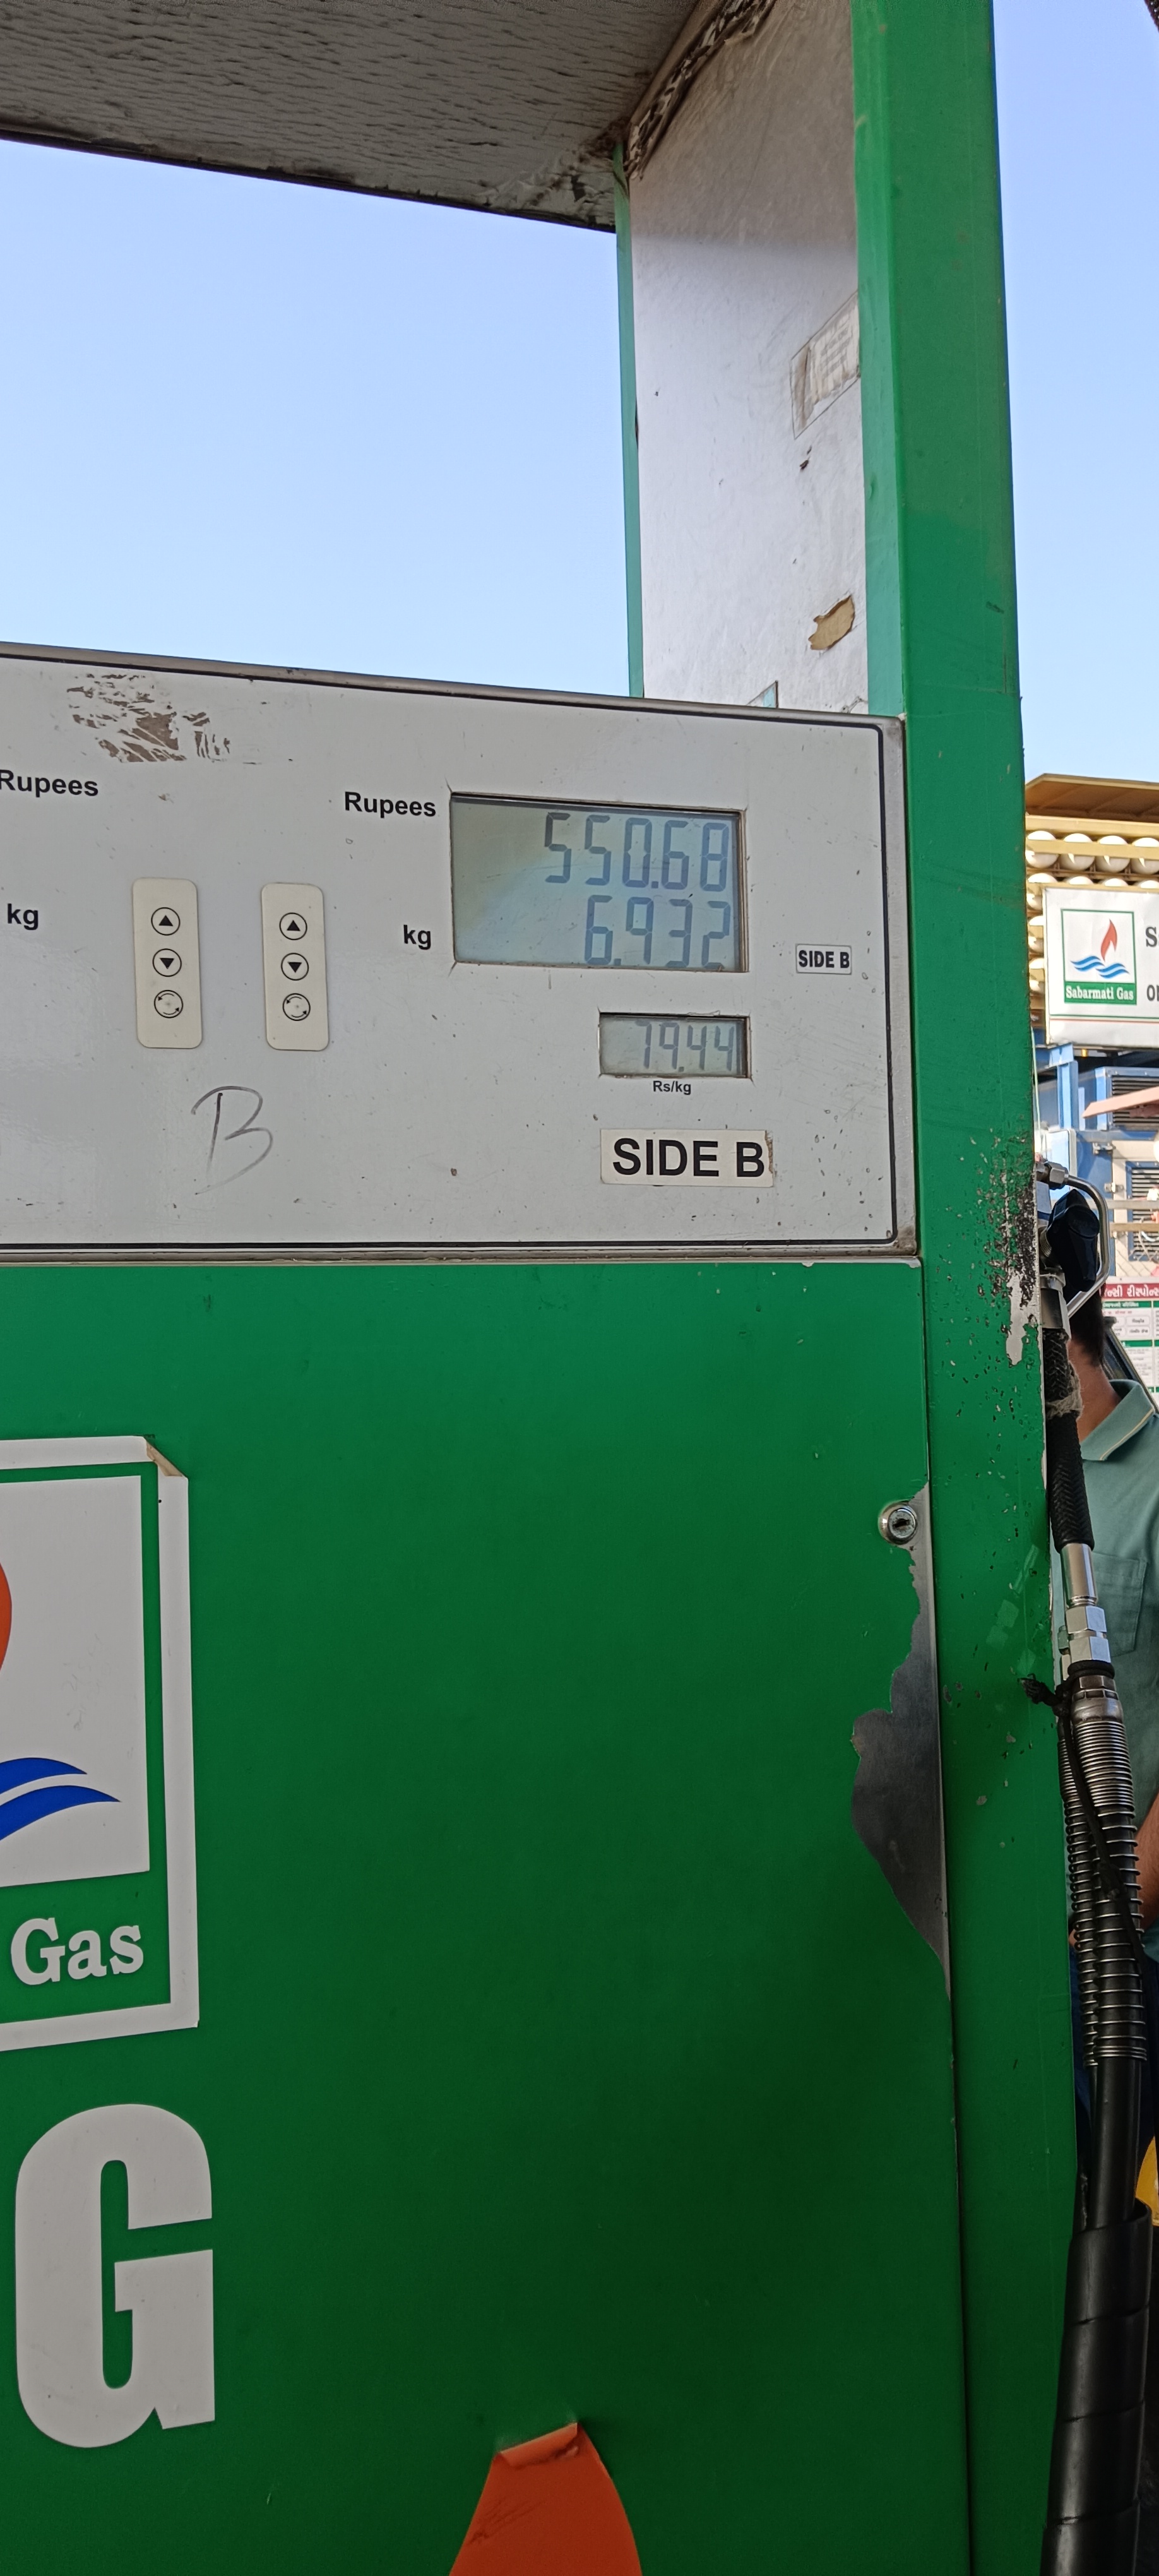 Rupees
kg
Rupees
550.68
kg
6.932
SIDE B
79.44
Rs/kg
SIDE B
B
Sabarmati Gas
Gas
G